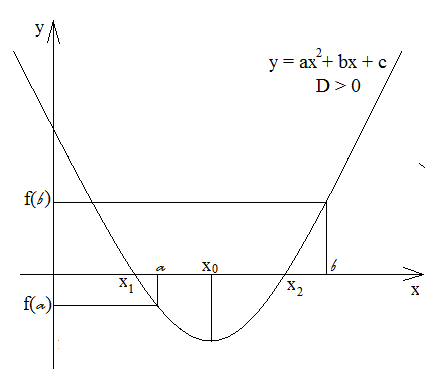 y
y = ax²+ bx + c
D > 0
f(b)
a
x₀
b
x₁
x₂
x
f(a)